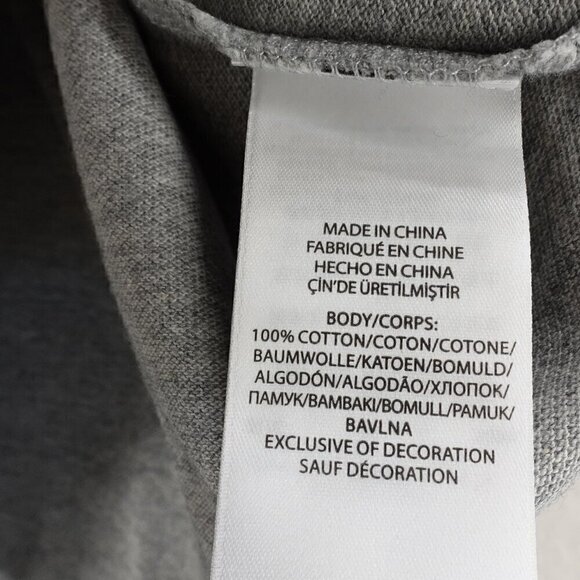 MADE IN CHINA
FABRIQUÉ EN CHINE
HECHO EN CHINA
ÇİN'DE ÜRETİLMİŞTİR
BODY/CORPS:
100% COTTON/COTON/COTONE/
BAUMWOLLE/KATOEN/BOMULD/
ALGODÓN/ALGODÃO/ХЛОПОК/
ПАМУК/BAMBAKI/BOMULL/PAMUK/
BAVLNA
EXCLUSIVE OF DECORATION
SAUF DÉCORATION